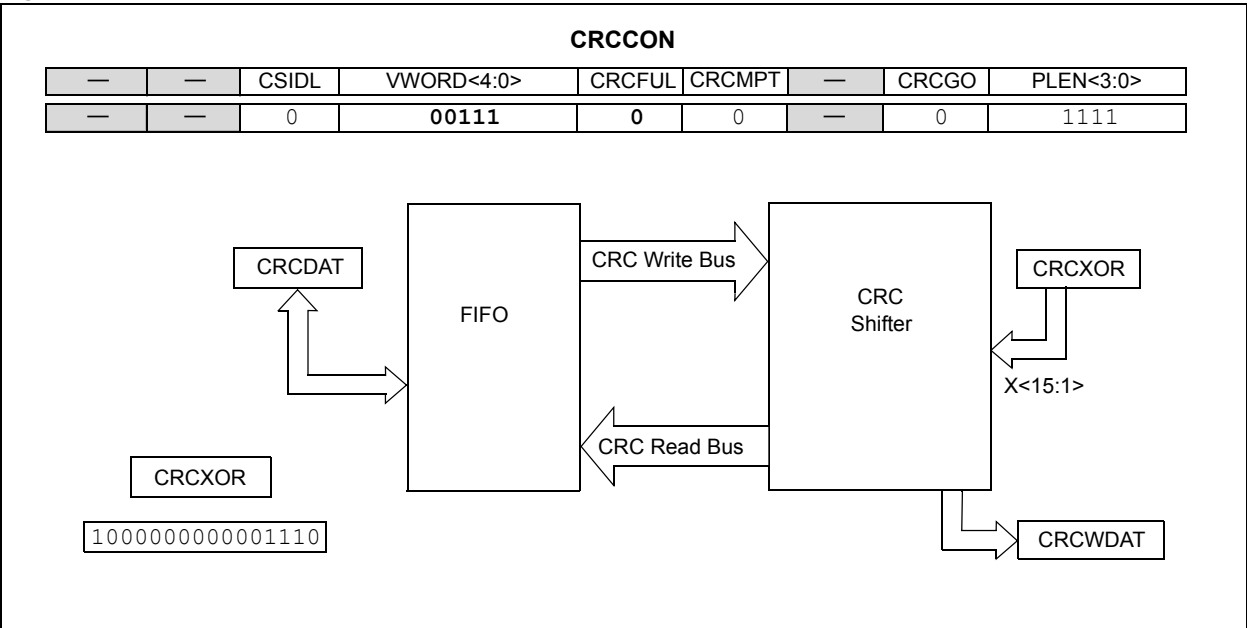 CRCCON
— — CSIDL VWORD<4:0> CRCFUL CRCMPT — CRCGO PLEN<3:0>
— — 0 00111 0 0 — 0 1111
CRCDAT
FIFO
CRC Write Bus
CRC
Shifter
CRCXOR
X<15:1>
CRC Read Bus
CRCXOR
1000000000001110
CRCWDAT